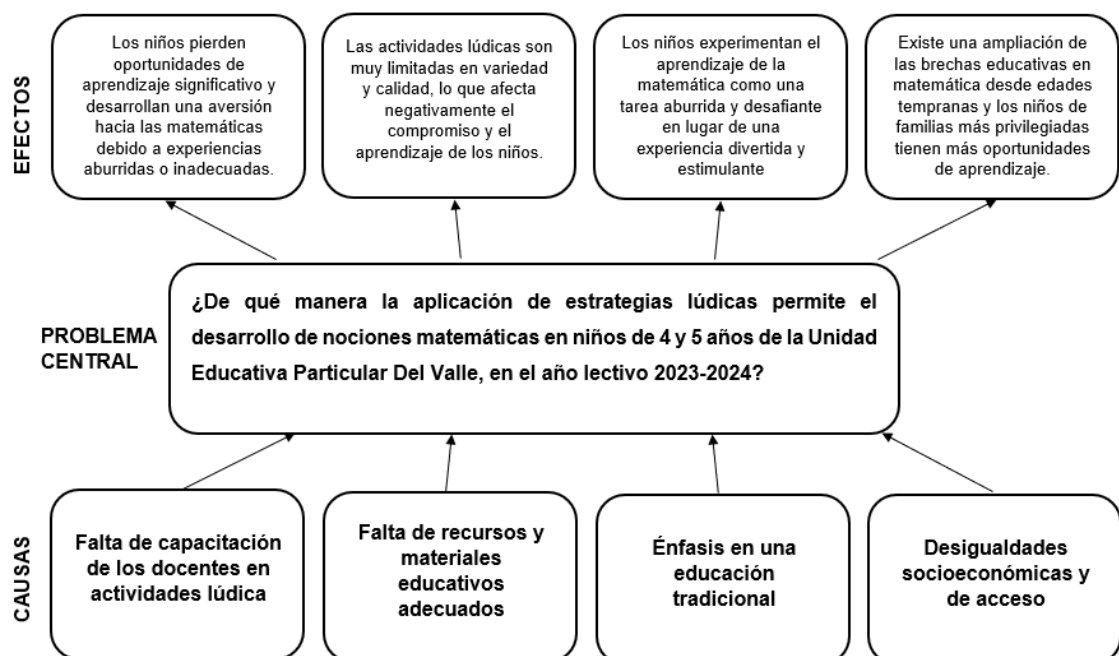 EFECTOS
Los niños pierden
oportunidades de
aprendizaje significativo y
desarrollan una aversión
hacia las matemáticas
debido a experiencias
aburridas o inadecuadas.
Las actividades lúdicas son
muy limitadas en variedad
y calidad, lo que afecta
negativamente el
compromiso y el
aprendizaje de los niños.
Los niños experimentan el
aprendizaje de la
matemática como una
tarea aburrida y desafiante
en lugar de una
experiencia divertida y
estimulante
Existe una ampliación de
las brechas educativas en
matemática desde edades
tempranas y los niños de
familias más privilegiadas
tienen más oportunidades
de aprendizaje.
PROBLEMA
CENTRAL
¿De qué manera la aplicación de estrategias lúdicas permite el
desarrollo de nociones matemáticas en niños de 4 y 5 años de la Unidad
Educativa Particular Del Valle, en el año lectivo 2023-2024?
CAUSAS
Falta de capacitación
de los docentes en
actividades lúdica
Falta de recursos y
materiales
educativos
adecuados
Énfasis en una
educación
tradicional
Desigualdades
socioeconómicas y
de acceso